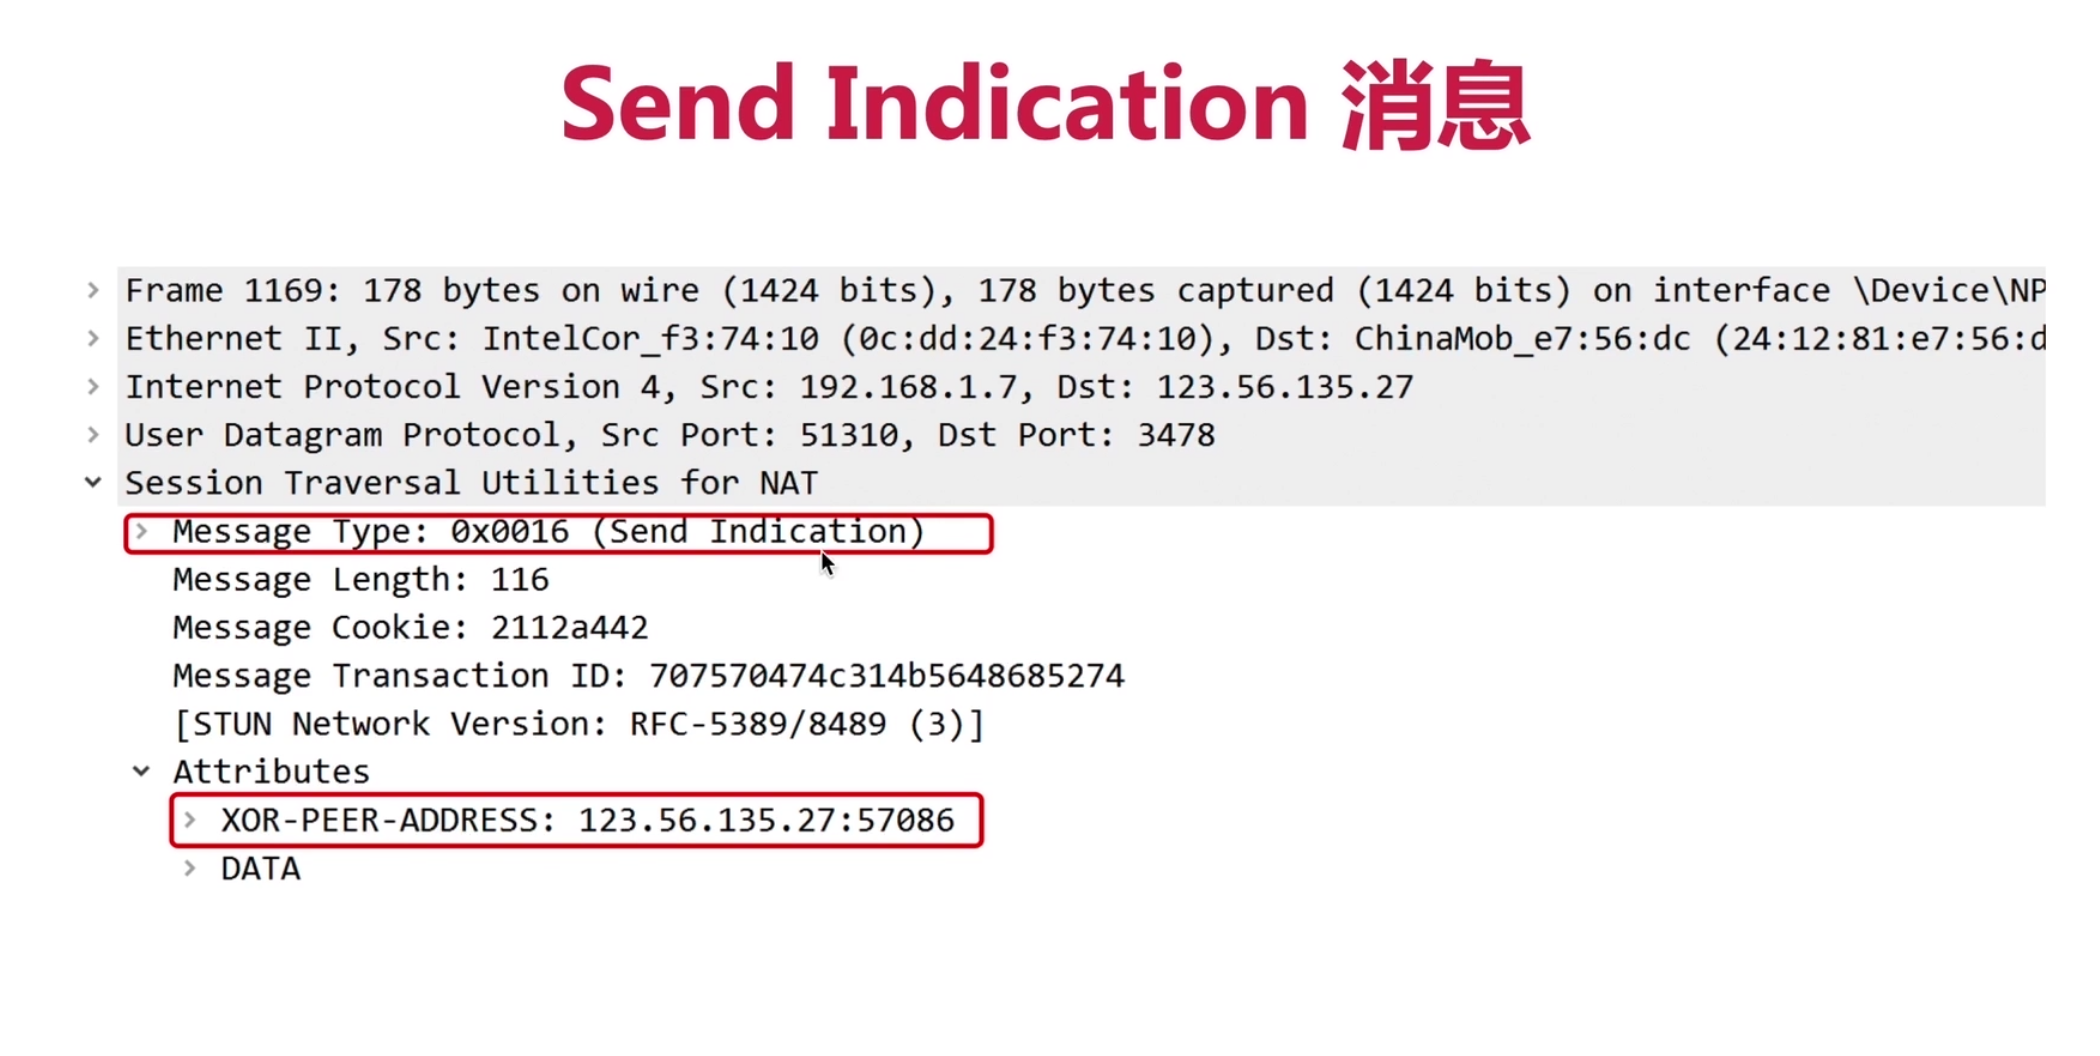 Send Indication 消息
Frame 1169: 178 bytes on wire (1424 bits), 178 bytes captured (1424 bits) on interface \Device\NP
Ethernet II, Src: IntelCor_f3:74:10 (0c:dd:24:f3:74:10), Dst: ChinaMob_e7:56:dc (24:12:81:e7:56:d
Internet Protocol Version 4, Src: 192.168.1.7, Dst: 123.56.135.27
User Datagram Protocol, Src Port: 51310, Dst Port: 3478
Session Traversal Utilities for NAT
Message Type: 0x0016 (Send Indication)
Message Length: 116
Message Cookie: 2112a442
Message Transaction ID: 707570474c314b5648685274
[STUN Network Version: RFC-5389/8489 (3)]
Attributes
XOR-PEER-ADDRESS: 123.56.135.27:57086
DATA